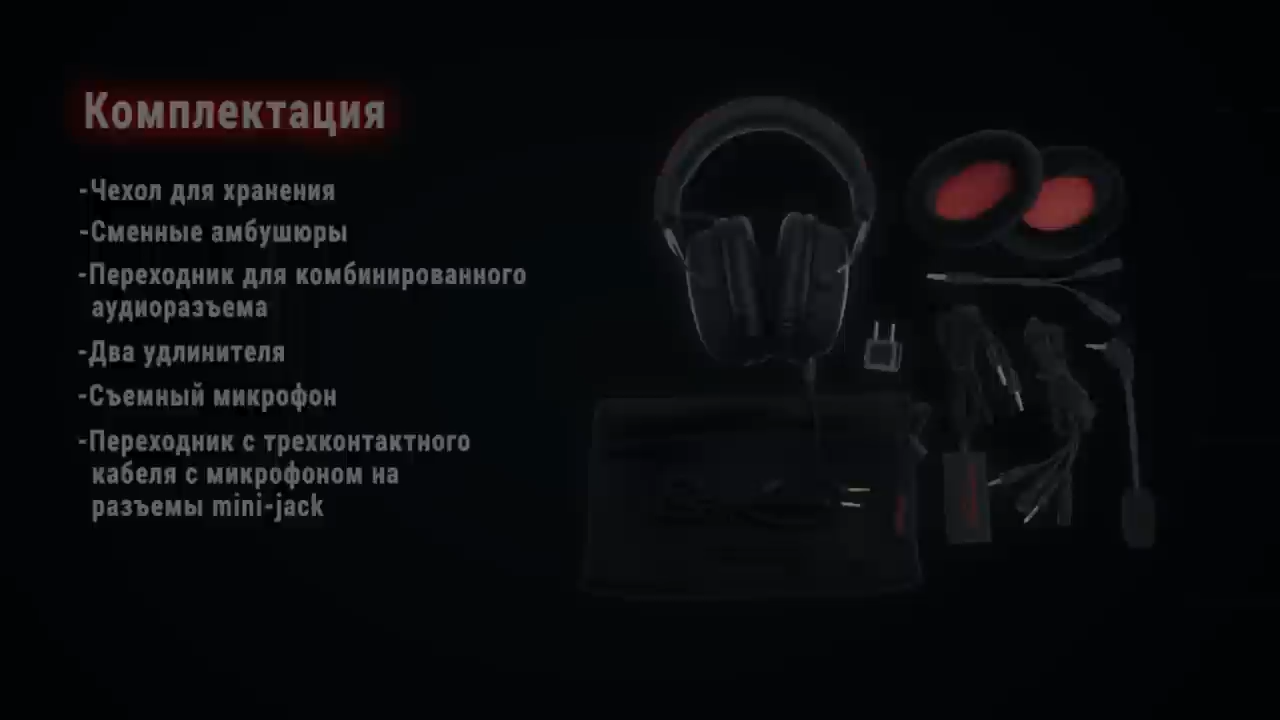 Комплектация
-Чехол для хранения
-Сменные амбушюры
-Переходник для комбинированного
аудиоразъема
-Два удлинителя
-Съемный микрофон
-Переходник с трехконтактного
кабеля с микрофоном на
разъемы mini-jack